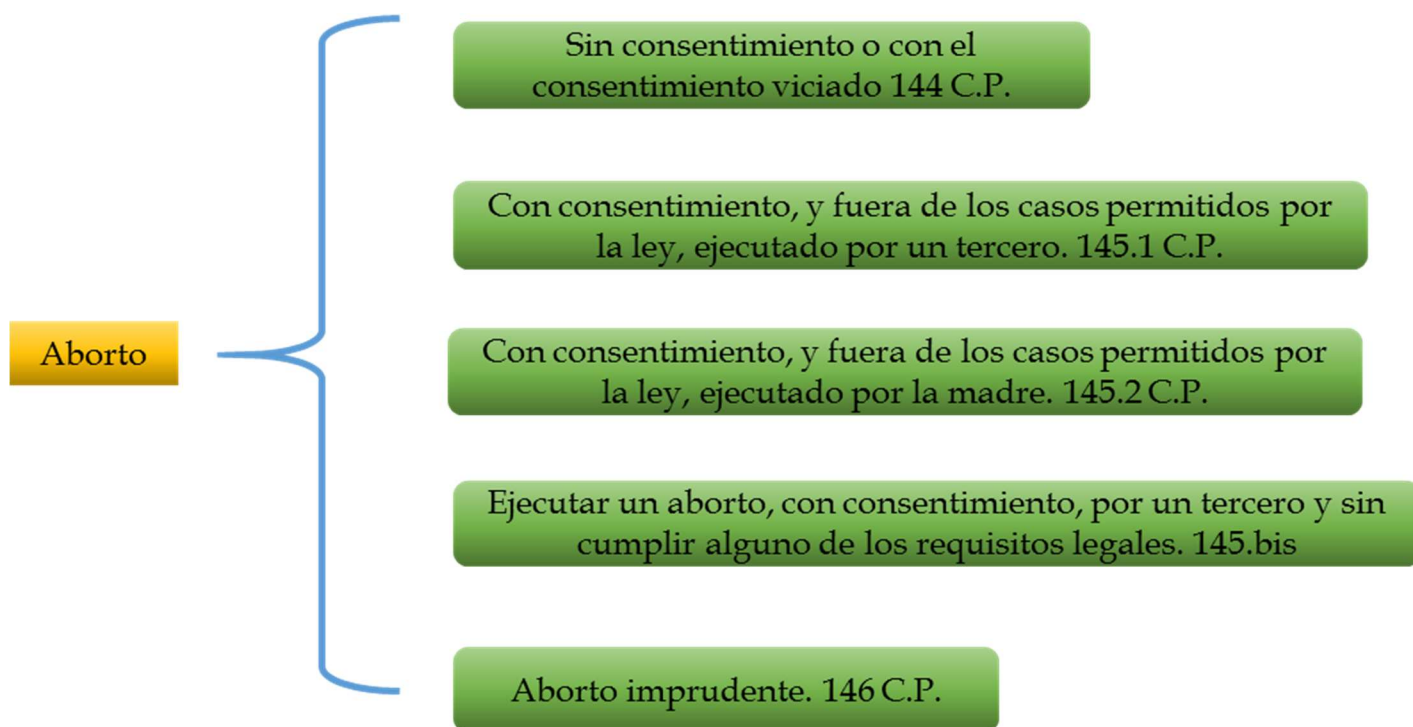 Sin consentimiento o con el
consentimiento viciado 144 C.P.
Con consentimiento, y fuera de los casos permitidos por
la ley, ejecutado por un tercero. 145.1 C.P.
Aborto
Con consentimiento, y fuera de los casos permitidos por
la ley, ejecutado por la madre. 145.2 C.P.
Ejecutar un aborto, con consentimiento, por un tercero y sin
cumplir alguno de los requisitos legales. 145.bis
Aborto imprudente. 146 C.P.